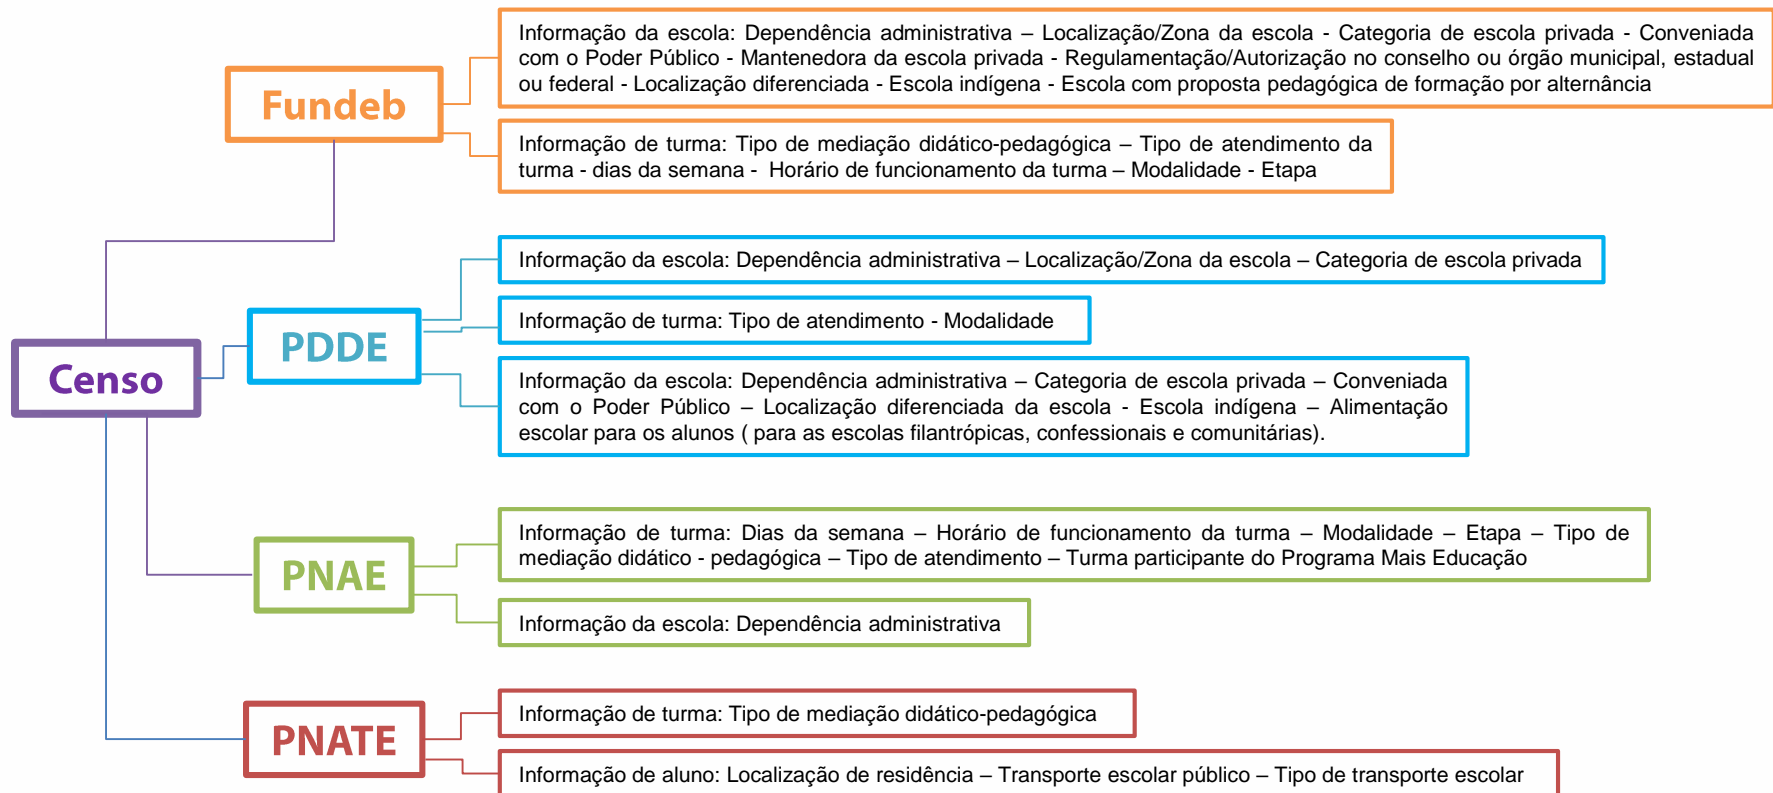 Informação da escola: Dependência administrativa – Localização/Zona da escola - Categoria de escola privada - Conveniada
com o Poder Público - Mantenedora da escola privada - Regulamentação/Autorização no conselho ou órgão municipal, estadual
ou federal - Localização diferenciada - Escola indígena - Escola com proposta pedagógica de formação por alternância
Fundeb
Informação de turma: Tipo de mediação didático-pedagógica – Tipo de atendimento da
turma - dias da semana - Horário de funcionamento da turma – Modalidade - Etapa
Informação da escola: Dependência administrativa – Localização/Zona da escola – Categoria de escola privada
Informação de turma: Tipo de atendimento - Modalidade
PDDE
Censo
Informação da escola: Dependência administrativa – Categoria de escola privada – Conveniada
com o Poder Público – Localização diferenciada da escola - Escola indígena – Alimentação
escolar para os alunos ( para as escolas filantrópicas, confessionais e comunitárias).
Informação de turma: Dias da semana – Horário de funcionamento da turma – Modalidade – Etapa – Tipo de
mediação didático - pedagógica – Tipo de atendimento – Turma participante do Programa Mais Educação
PNAE
Informação da escola: Dependência administrativa
Informação de turma: Tipo de mediação didático-pedagógica
PNATE
Informação de aluno: Localização de residência – Transporte escolar público – Tipo de transporte escolar